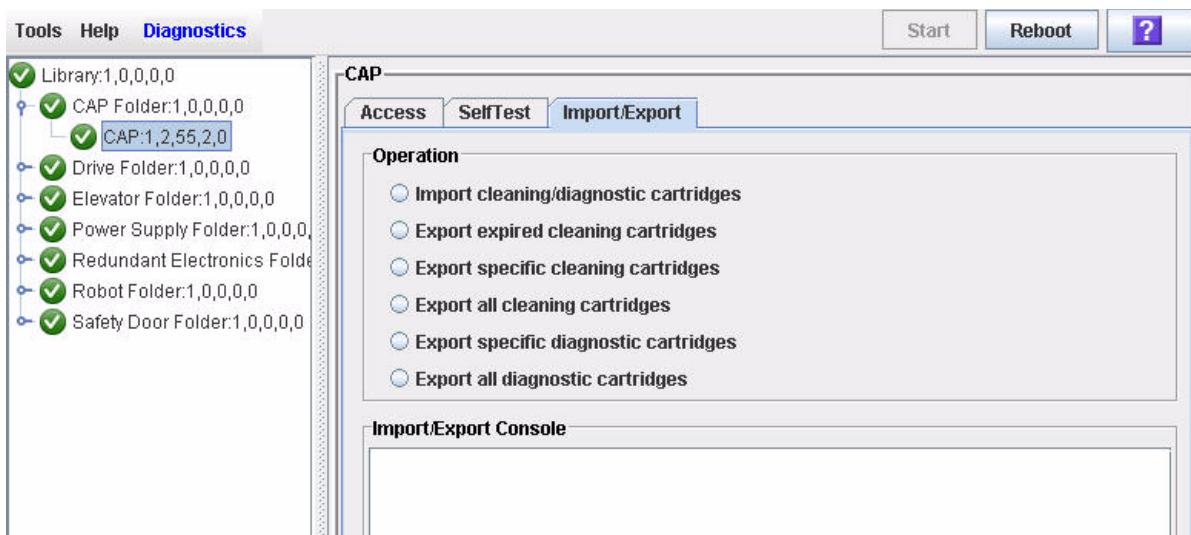 Tools Help Diagnostics
Start
Reboot
?
Library:1,0,0,0,0
CAP Folder:1,0,0,0,0
CAP:1,2,55,2,0
Drive Folder:1,0,0,0,0
Elevator Folder:1,0,0,0,0
Power Supply Folder:1,0,0,0,
Redundant Electronics Folde
Robot Folder:1,0,0,0,0
Safety Door Folder:1,0,0,0,0
CAP
Access SelfTest Import/Export
Operation
Import cleaning/diagnostic cartridges
Export expired cleaning cartridges
Export specific cleaning cartridges
Export all cleaning cartridges
Export specific diagnostic cartridges
Export all diagnostic cartridges
Import/Export Console